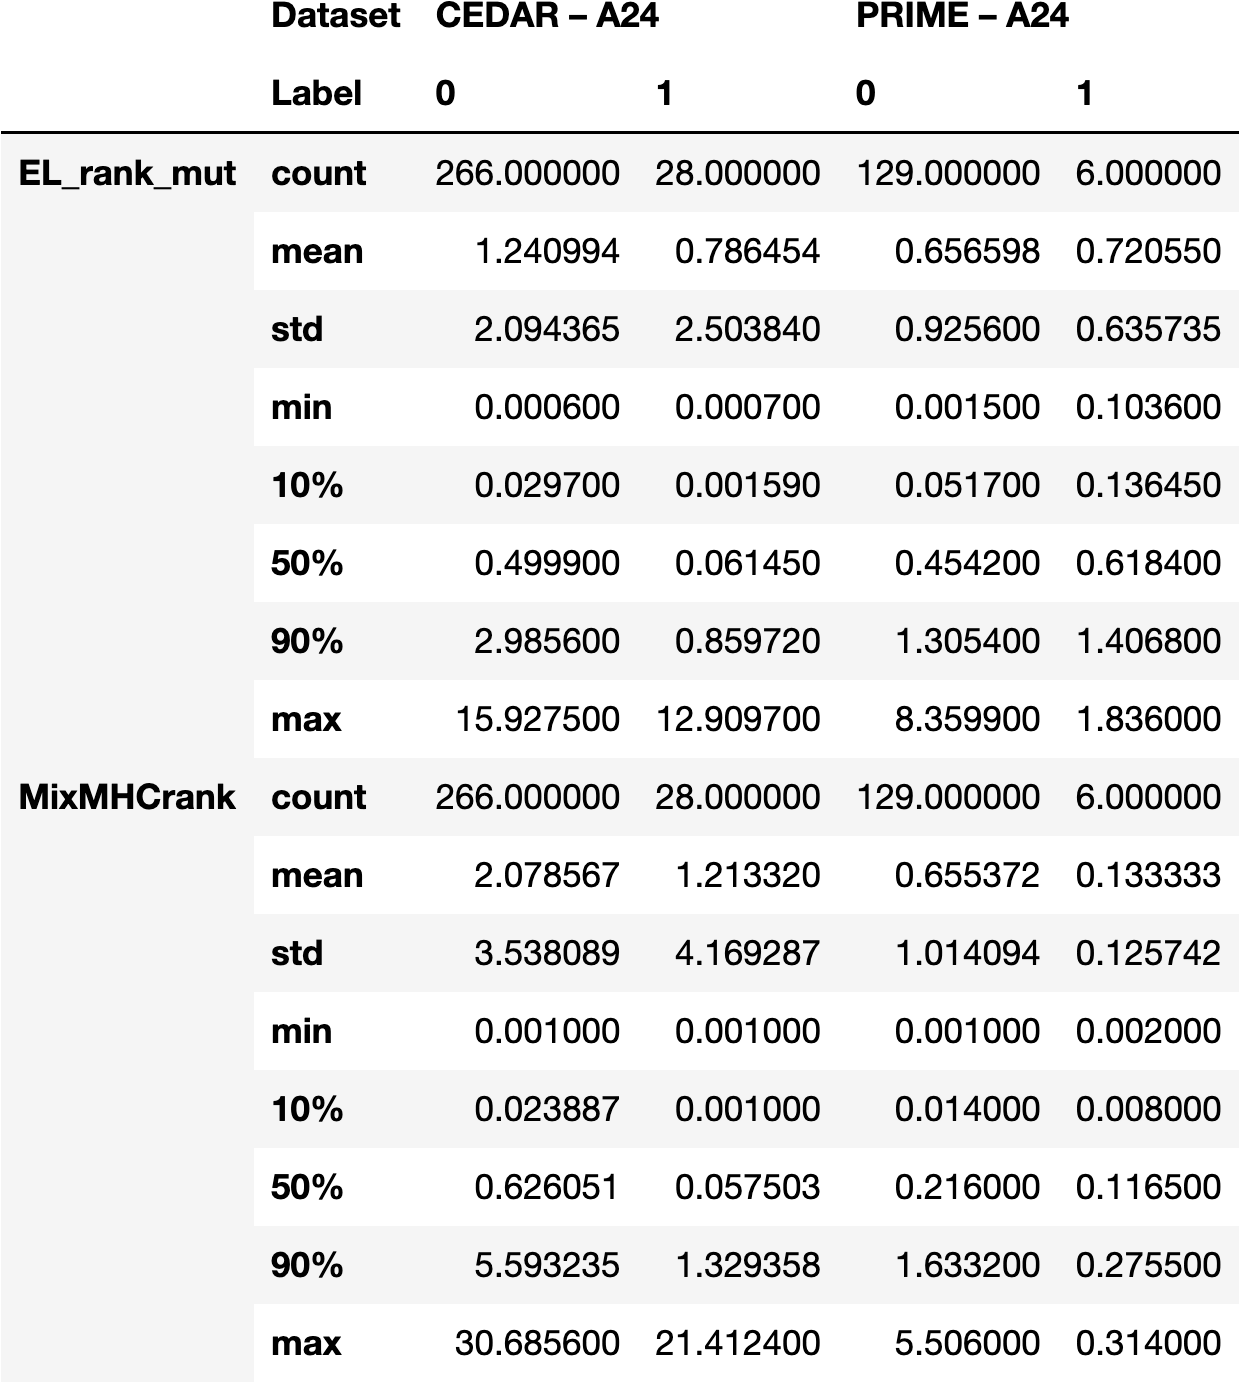 Dataset CEDAR – A24 PRIME – A24
Label 0 1 0 1
EL_rank_mut count 266.000000 28.000000 129.000000 6.000000
mean 1.240994 0.786454 0.656598 0.720550
std 2.094365 2.503840 0.925600 0.635735
min 0.000600 0.000700 0.001500 0.103600
10% 0.029700 0.001590 0.051700 0.136450
50% 0.499900 0.061450 0.454200 0.618400
90% 2.985600 0.859720 1.305400 1.406800
max 15.927500 12.909700 8.359900 1.836000
MixMHCrank count 266.000000 28.000000 129.000000 6.000000
mean 2.078567 1.213320 0.655372 0.133333
std 3.538089 4.169287 1.014094 0.125742
min 0.001000 0.001000 0.001000 0.002000
10% 0.023887 0.001000 0.014000 0.008000
50% 0.626051 0.057503 0.216000 0.116500
90% 5.593235 1.329358 1.633200 0.275500
max 30.685600 21.412400 5.506000 0.314000